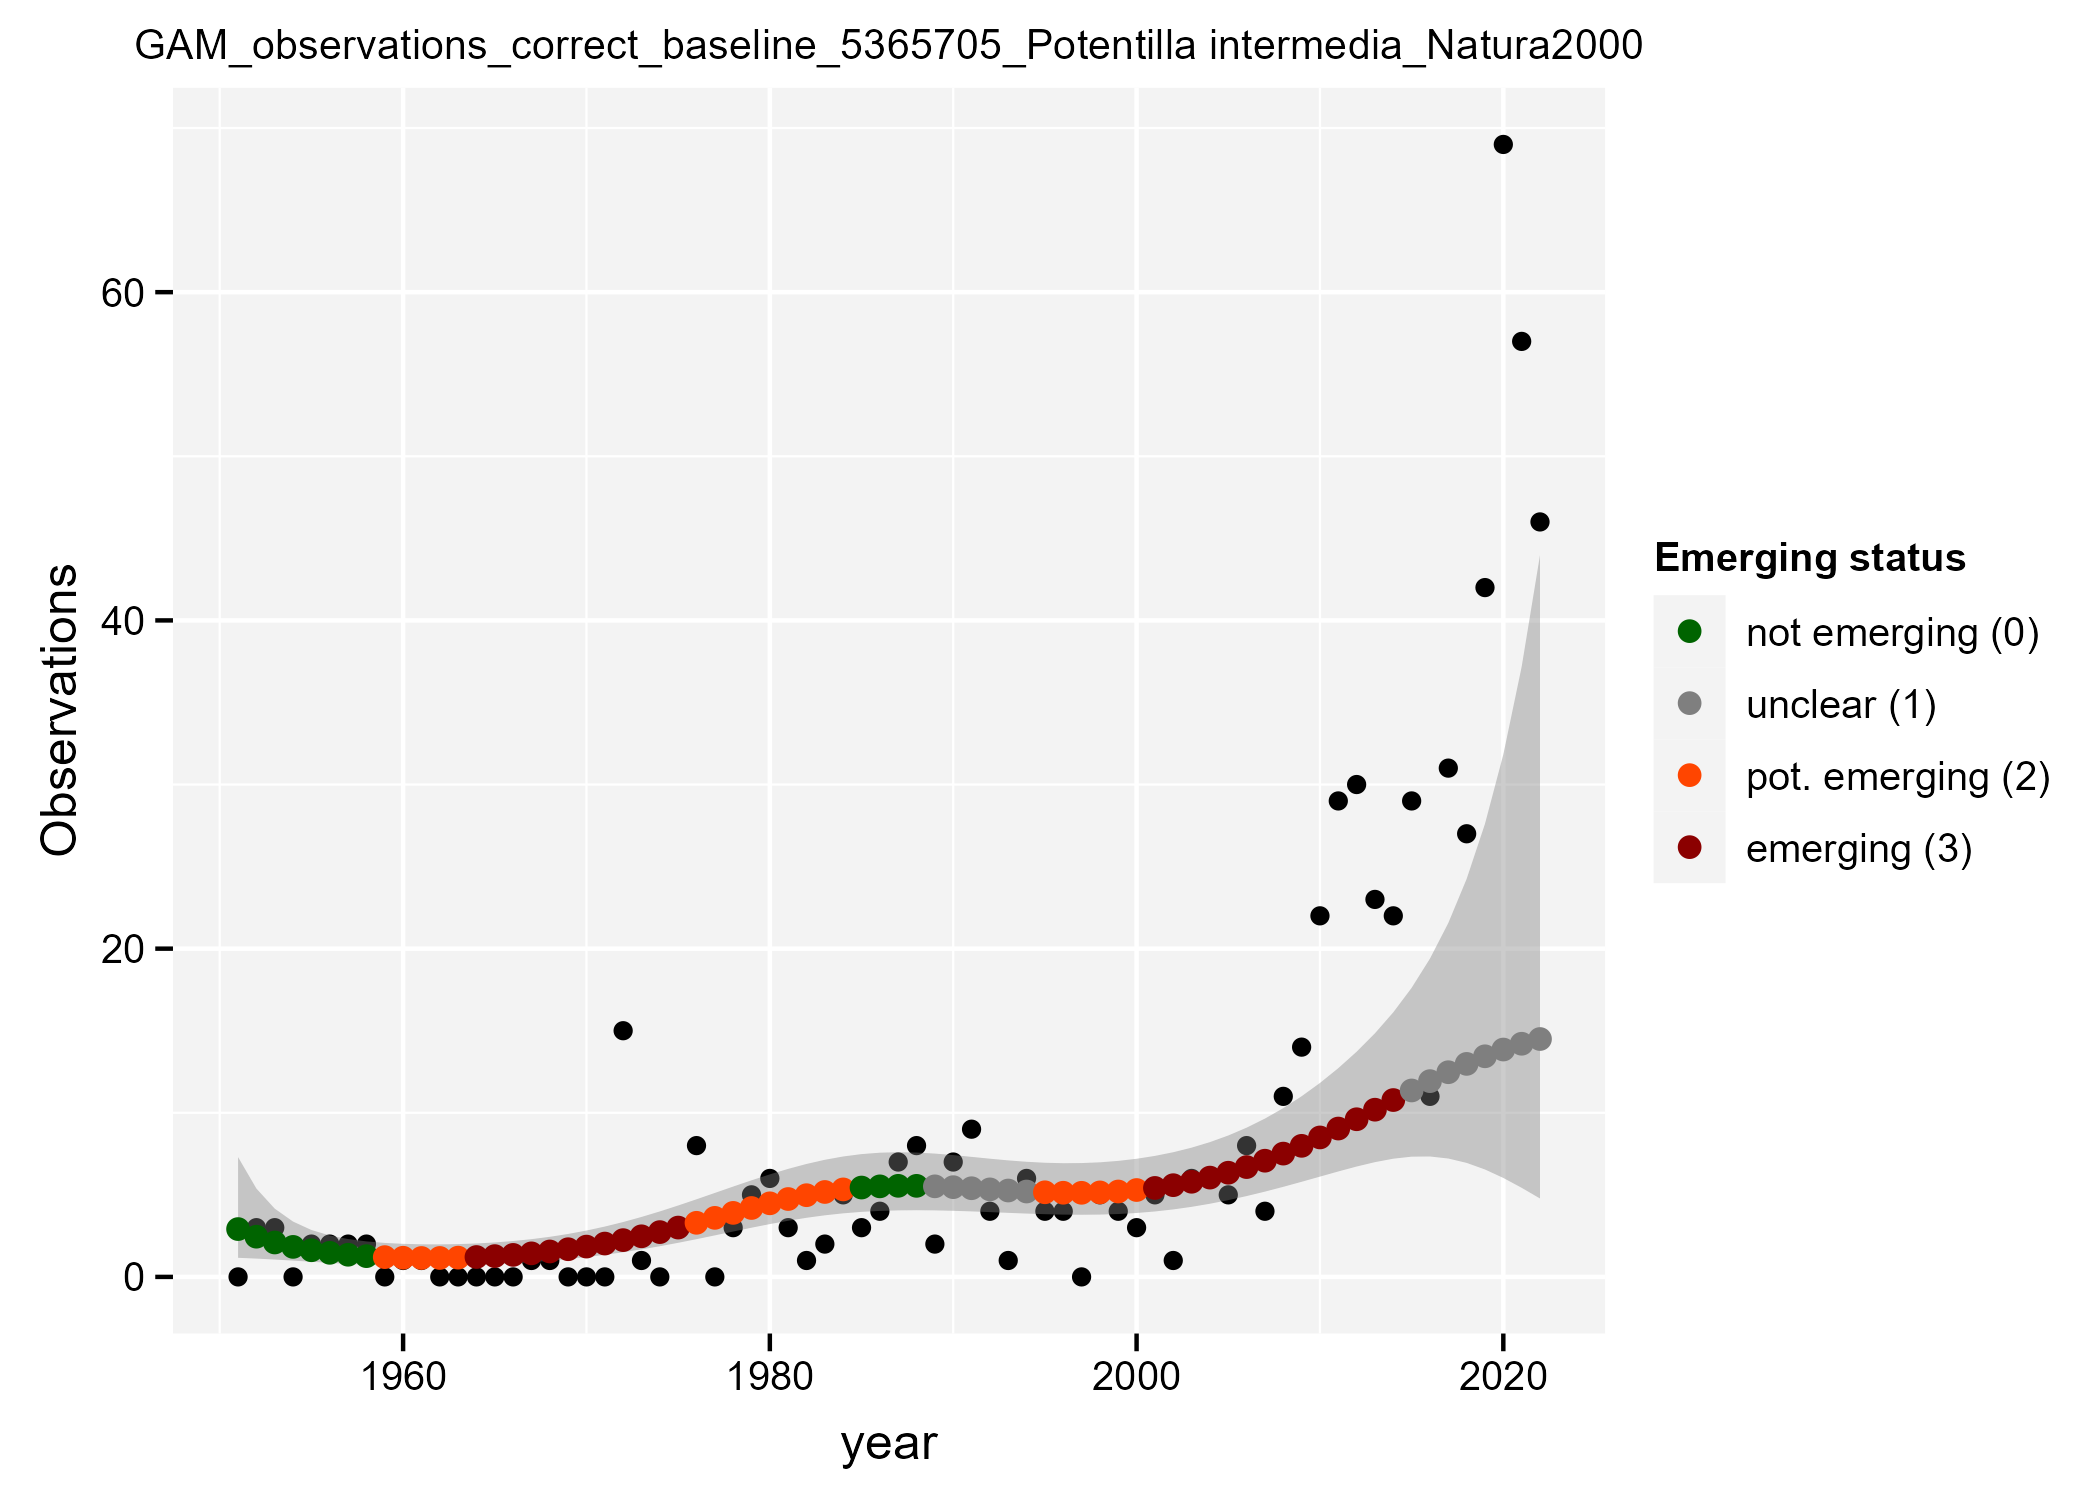 GAM_observations_correct_baseline_5365705_Potentilla intermedia_Natura2000
Observations
60
40
20
0
1960
1980
2000
2020
year
Emerging status
not emerging (0)
unclear (1)
pot. emerging (2)
emerging (3)